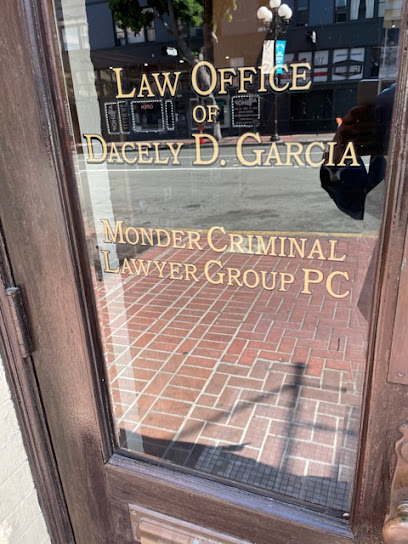 LAW OFFICE
OF
DACELY D. GARCIA
MONDER CRIMINAL
LAWYER GROUP PC